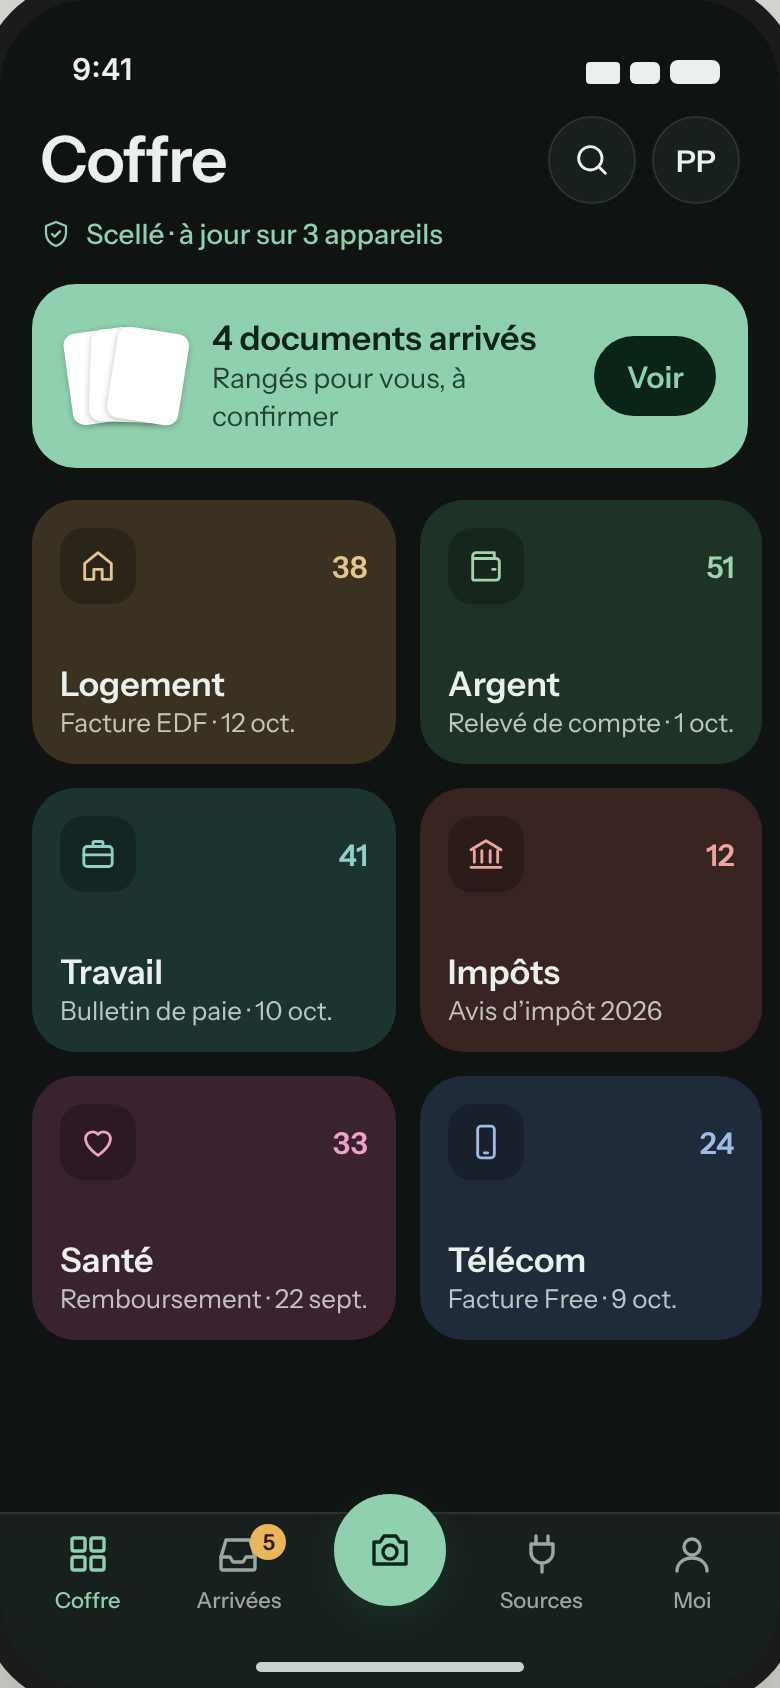 9:41
Coffre
PP
Scellé · à jour sur 3 appareils
4 documents arrivés
Rangés pour vous, à
confirmer
Voir
38
51
Logement
Facture EDF · 12 oct.
Argent
Relevé de compte · 1 oct.
41
12
Travail
Bulletin de paie · 10 oct.
Impôts
Avis d’impôt 2026
33
24
Santé
Remboursement · 22 sept.
Télécom
Facture Free · 9 oct.
5
Coffre
Arrivées
Sources
Moi